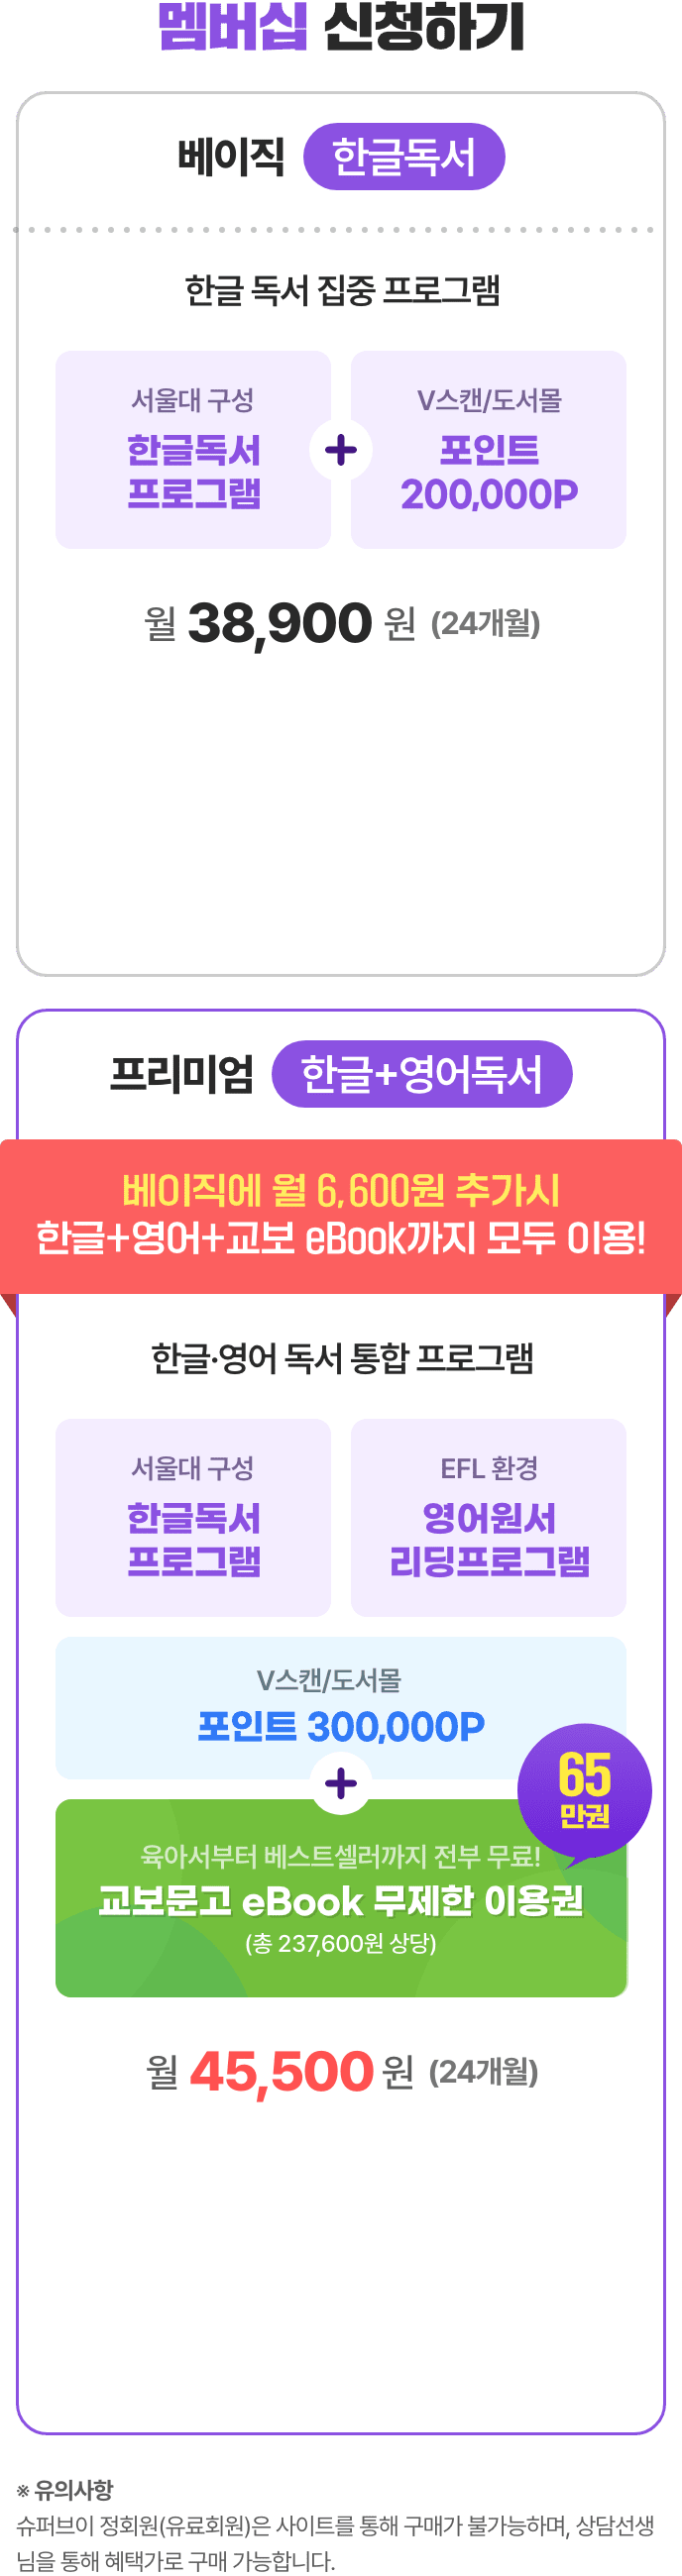 멤버십 신청하기
베이직 한글독서
한글 독서 집중 프로그램
서울대 구성
한글독서
프로그램
+
V스캔/도서몰
포인트
200,000P
월 38,900 원 (24개월)
프리미엄 한글+영어독서
베이직에 월 6,600원 추가시
한글+영어+교보 eBook까지 모두 이용!
한글·영어 독서 통합 프로그램
서울대 구성
한글독서
프로그램
EFL 환경
영어원서
리딩프로그램
V스캔/도서몰
포인트 300,000P
+
65
만권
육아서부터 베스트셀러까지 전부 무료!
교보문고 eBook 무제한 이용권
(총 237,600원 상당)
월 45,500 원 (24개월)
※ 유의사항
슈퍼브이 정회원(유료회원)은 사이트를 통해 구매가 불가능하며, 상담선생
님을 통해 혜택가로 구매 가능합니다.